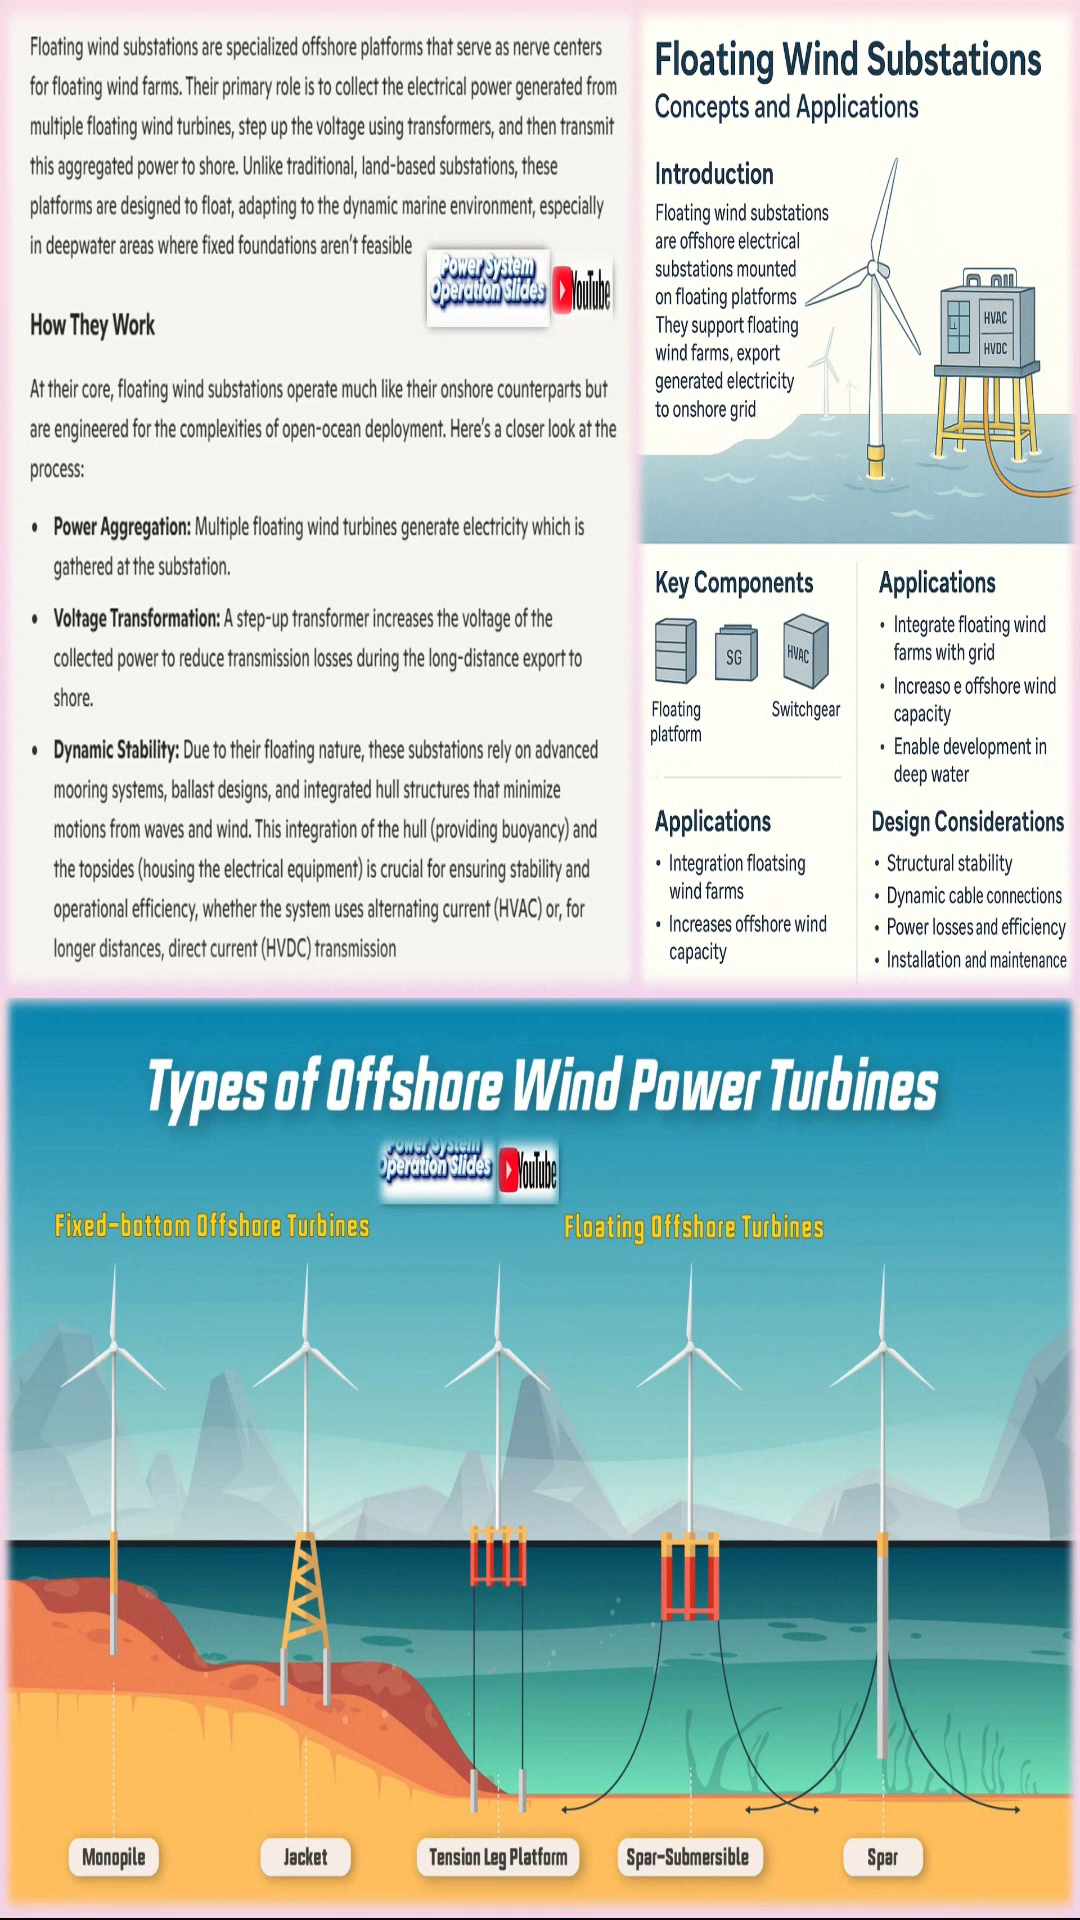 Floating wind substations are specialized offshore platforms that serve as nerve centers
for floating wind farms. Their primary role is to collect the electrical power generated from
multiple floating wind turbines, step up the voltage using transformers, and then transmit
this aggregated power to shore. Unlike traditional, land-based substations, these
platforms are designed to float, adapting to the dynamic marine environment, especially
in deepwater areas where fixed foundations aren't feasible
Power System
Operation Slides
YouTube
How They Work
At their core, floating wind substations operate much like their onshore counterparts but
are engineered for the complexities of open-ocean deployment. Here's a closer look at the
process:
• Power Aggregation: Multiple floating wind turbines generate electricity which is
gathered at the substation.
• Voltage Transformation: A step-up transformer increases the voltage of the
collected power to reduce transmission losses during the long-distance export to
shore.
• Dynamic Stability: Due to their floating nature, these substations rely on advanced
mooring systems, ballast designs, and integrated hull structures that minimize
motions from waves and wind. This integration of the hull (providing buoyancy) and
the topsides (housing the electrical equipment) is crucial for ensuring stability and
operational efficiency, whether the system uses alternating current (HVAC) or, for
longer distances, direct current (HVDC) transmission
Floating Wind Substations
Concepts and Applications
Introduction
Floating wind substations
are offshore electrical
substations mounted
on floating platforms
They support floating
wind farms, export
generated electricity
to onshore grid
HVAC
HVDC
Key Components
SG
HVAC
Floating
platform
Switchgear
Applications
• Integrate floating wind
farms with grid
• Increaso e offshore wind
capacity
• Enable development in
deep water
Applications
• Integration floatsing
wind farms
• Increases offshore wind
capacity
Design Considerations
• Structural stability
• Dynamic cable connections
• Power losses and efficiency
• Installation and maintenance
Types of Offshore Wind Power Turbines
Power System
Operation Slides
YouTube
Fixed-bottom Offshore Turbines
Floating Offshore Turbines
Monopile
Jacket
Tension Leg Platform
Spar-Submersible
Spar